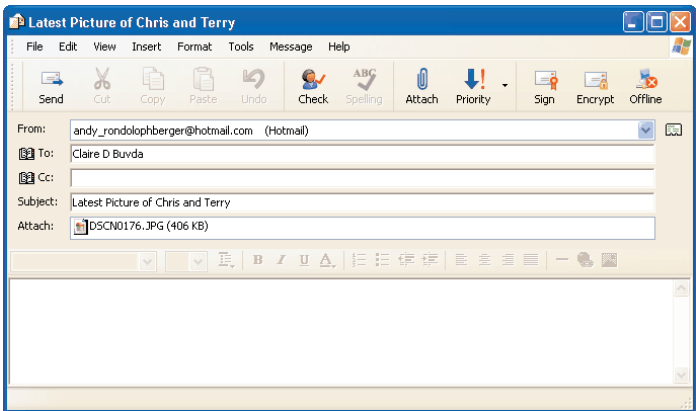 Latest Picture of Chris and Terry
File Edit View Insert Format Tools Message Help
ABC
Send Cut Copy Paste Undo Check Spelling Attach Priority Sign Encrypt Offline
From: andy_rondolophberger@hotmail.com (Hotmail)
To: Claire D Buvda
Cc:
Subject: Latest Picture of Chris and Terry
Attach: DSCN0176.JPG (406 KB)
B I U A